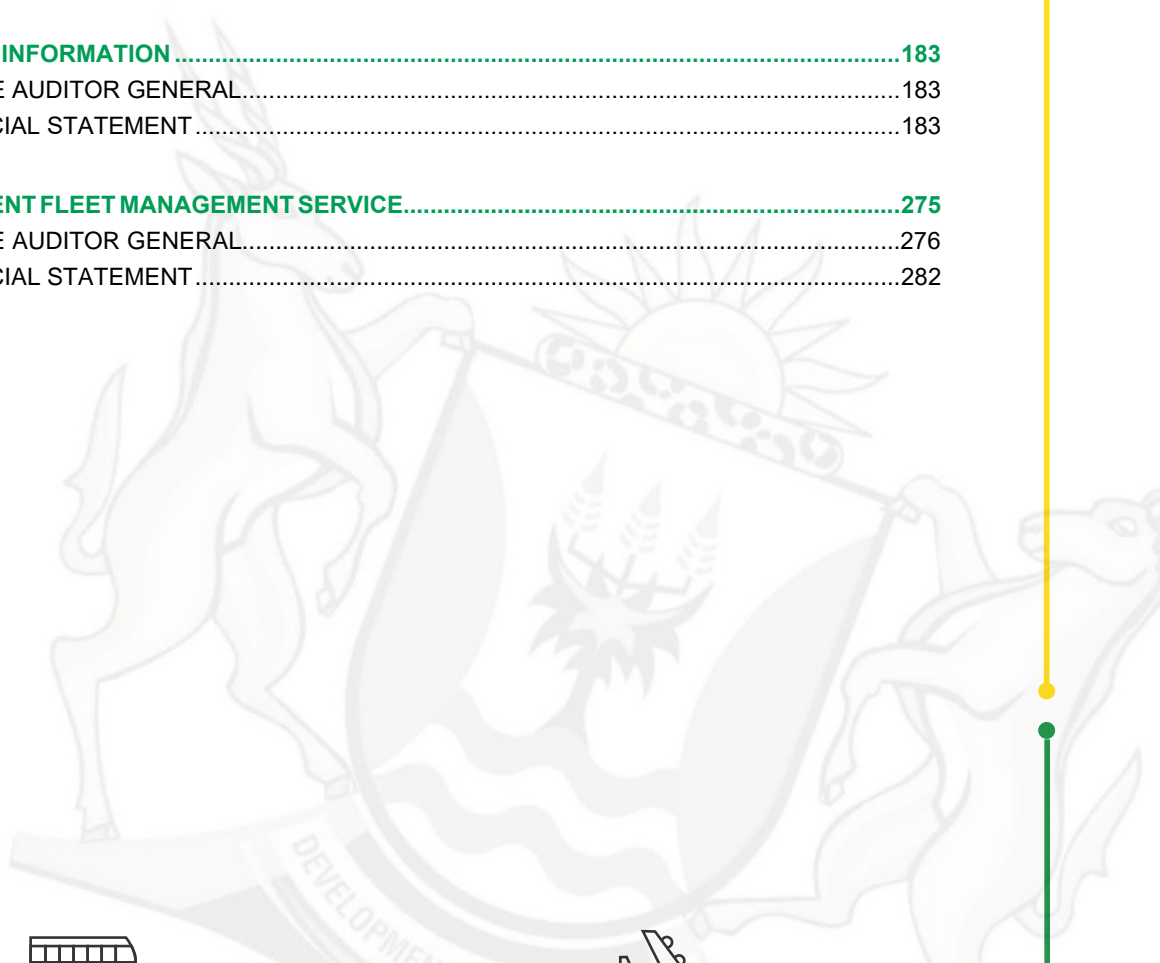 INFORMATION ............................................................................................................183
E AUDITOR GENERAL..................................................................................................183
CIAL STATEMENT.........................................................................................................183
ENT FLEET MANAGEMENT SERVICE..........................................................................275
E AUDITOR GENERAL..................................................................................................276
CIAL STATEMENT.........................................................................................................282
DEVELOPMEN